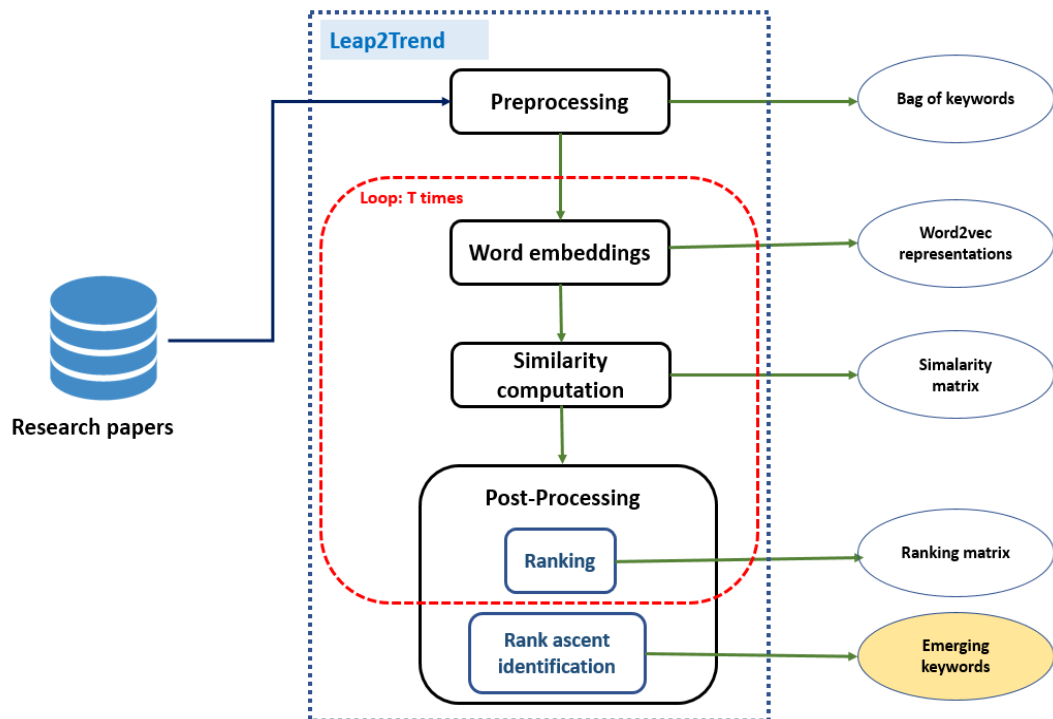 Leap2Trend
Preprocessing
Bag of keywords
Loop: T times
Word embeddings
Word2vec
representations
Similarity
computation
Simalarity
matrix
Research papers
Post-Processing
Ranking
Ranking matrix
Rank ascent
identification
Emerging
keywords